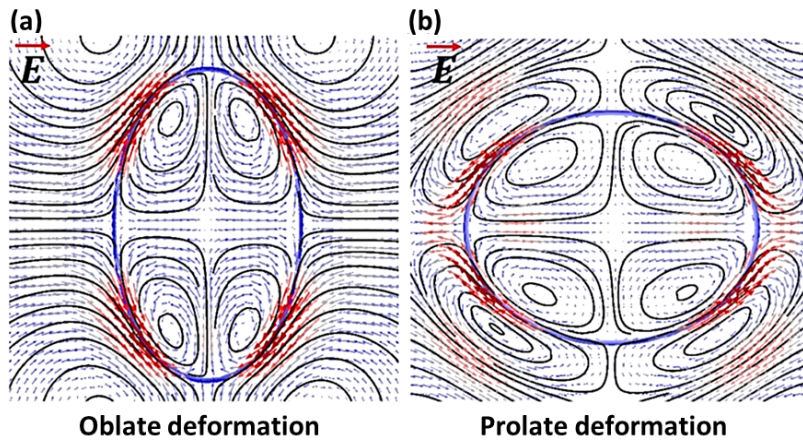 (a)
E
Oblate deformation
(b)
E
Prolate deformation